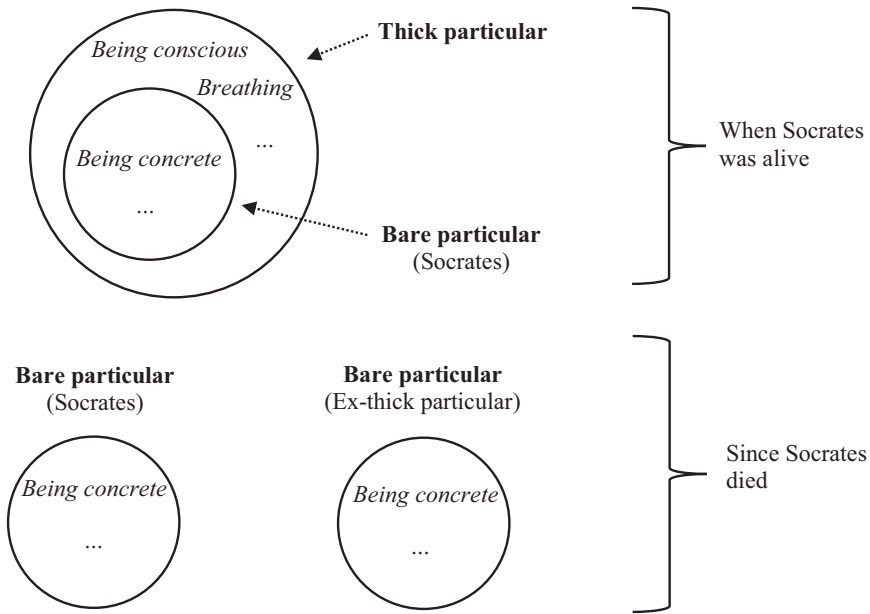 Being conscious
Thick particular
Breathing
...
Being concrete
...
Bare particular
(Socrates)
When Socrates
was alive
Bare particular
(Socrates)
Bare particular
(Ex-thick particular)
Being concrete
...
Being concrete
...
Since Socrates
died